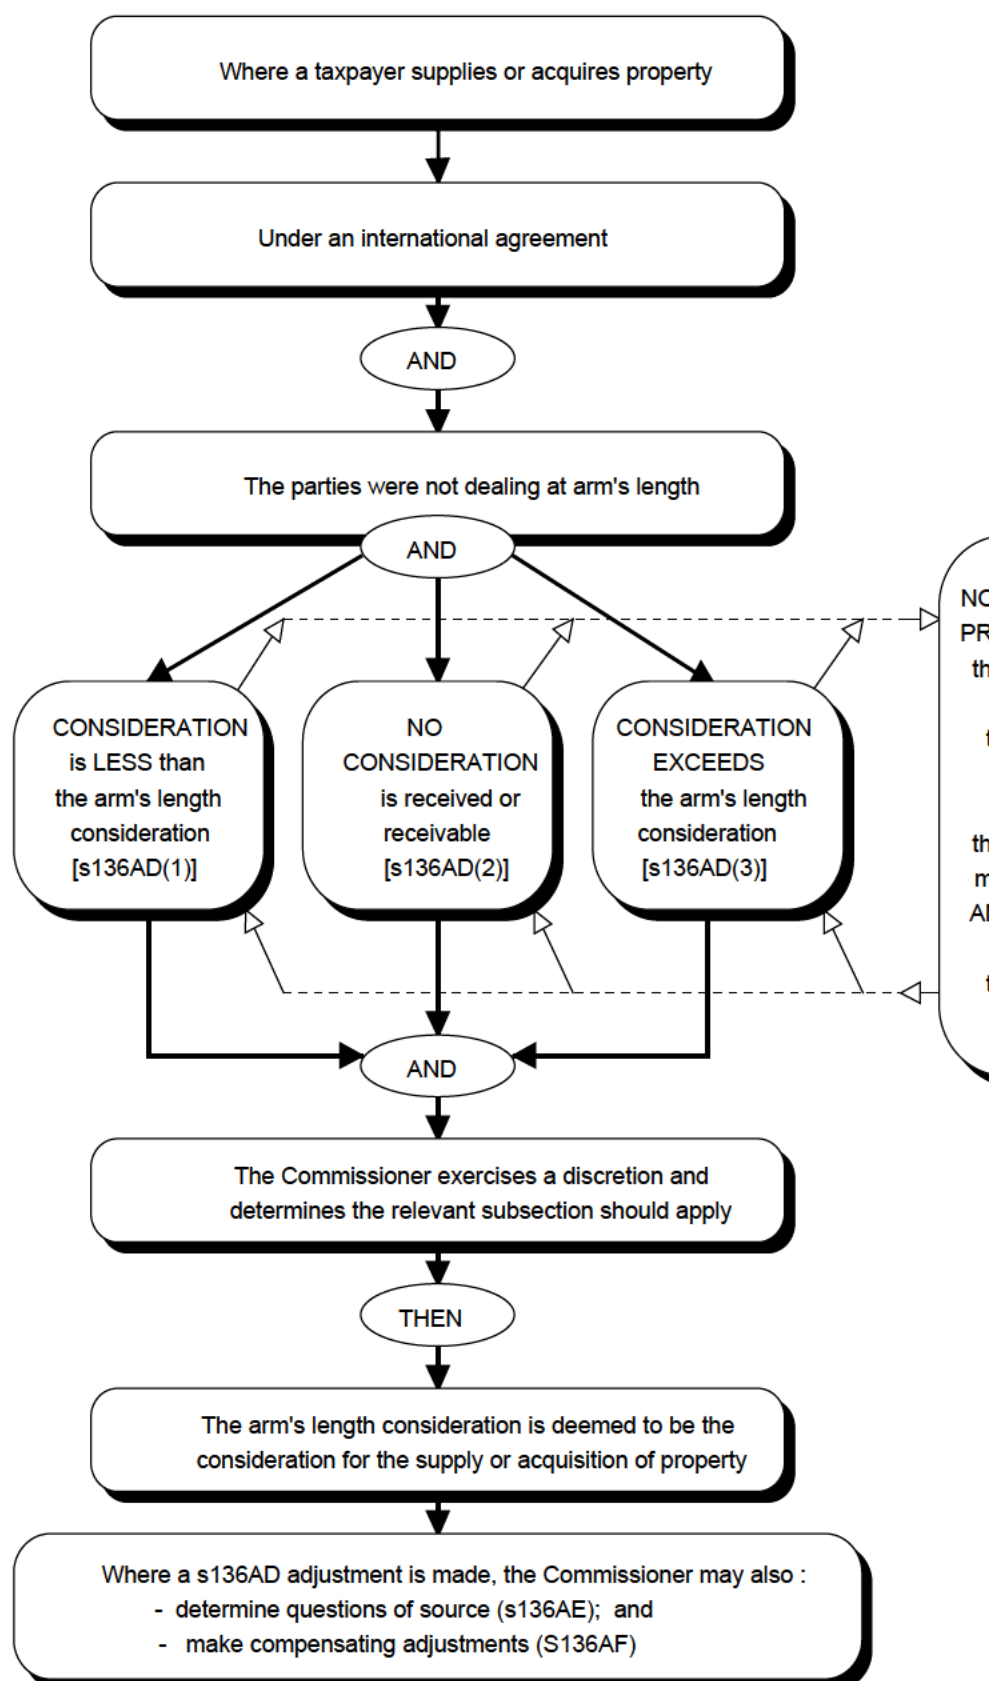 Where a taxpayer supplies or acquires property
Under an international agreement
AND
The parties were not dealing at arm's length
AND
CONSIDERATION
is LESS than
the arm's length
consideration
[s136AD(1)]
NO
CONSIDERATION
is received or
receivable
[s136AD(2)]
CONSIDERATION
EXCEEDS
the arm's length
consideration
[s136AD(3)]
AND
The Commissioner exercises a discretion and
determines the relevant subsection should apply
THEN
The arm's length consideration is deemed to be the
consideration for the supply or acquisition of property
Where a s136AD adjustment is made, the Commissioner may also :
- determine questions of source (s136AE); and
- make compensating adjustments (S136AF)